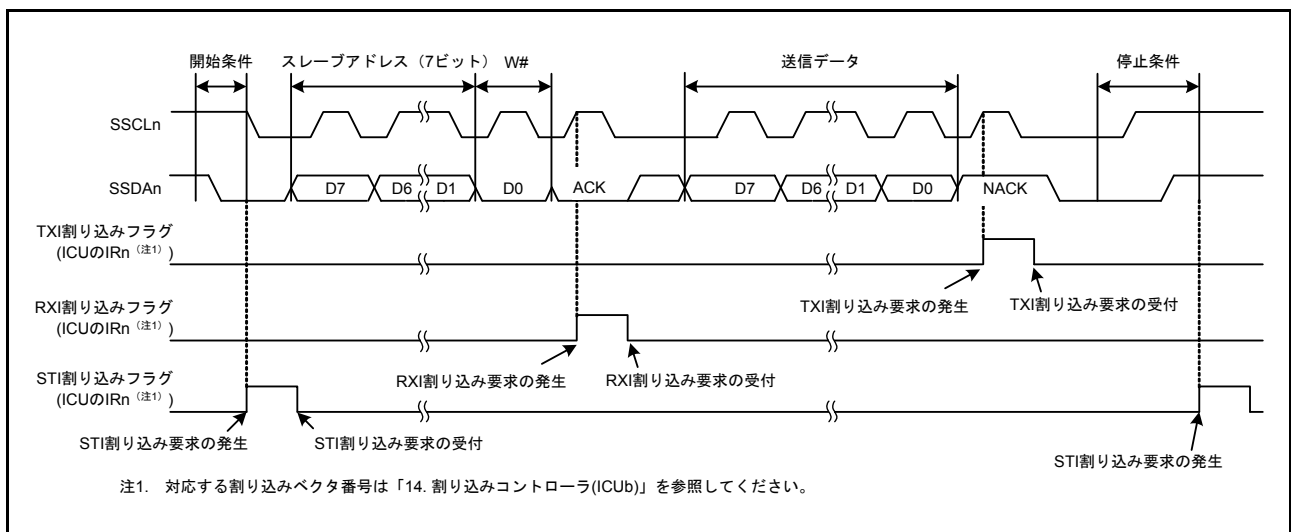 開始条件 スレーブアドレス（7ビット） W# 送信データ 停止条件
SSCLn
SSDAn D7 D6 D1 D0 ACK D7 D6 D1 D0 NACK
TXI割り込みフラグ
(ICUのIRn（注1）)
TXI割り込み要求の発生 TXI割り込み要求の受付
RXI割り込みフラグ
(ICUのIRn（注1）)
RXI割り込み要求の発生 RXI割り込み要求の受付
STI割り込みフラグ
(ICUのIRn（注1）)
STI割り込み要求の発生 STI割り込み要求の受付 STI割り込み要求の発生
注1. 対応する割り込みベクタ番号は「14. 割り込みコントローラ(ICUb)」を参照してください。